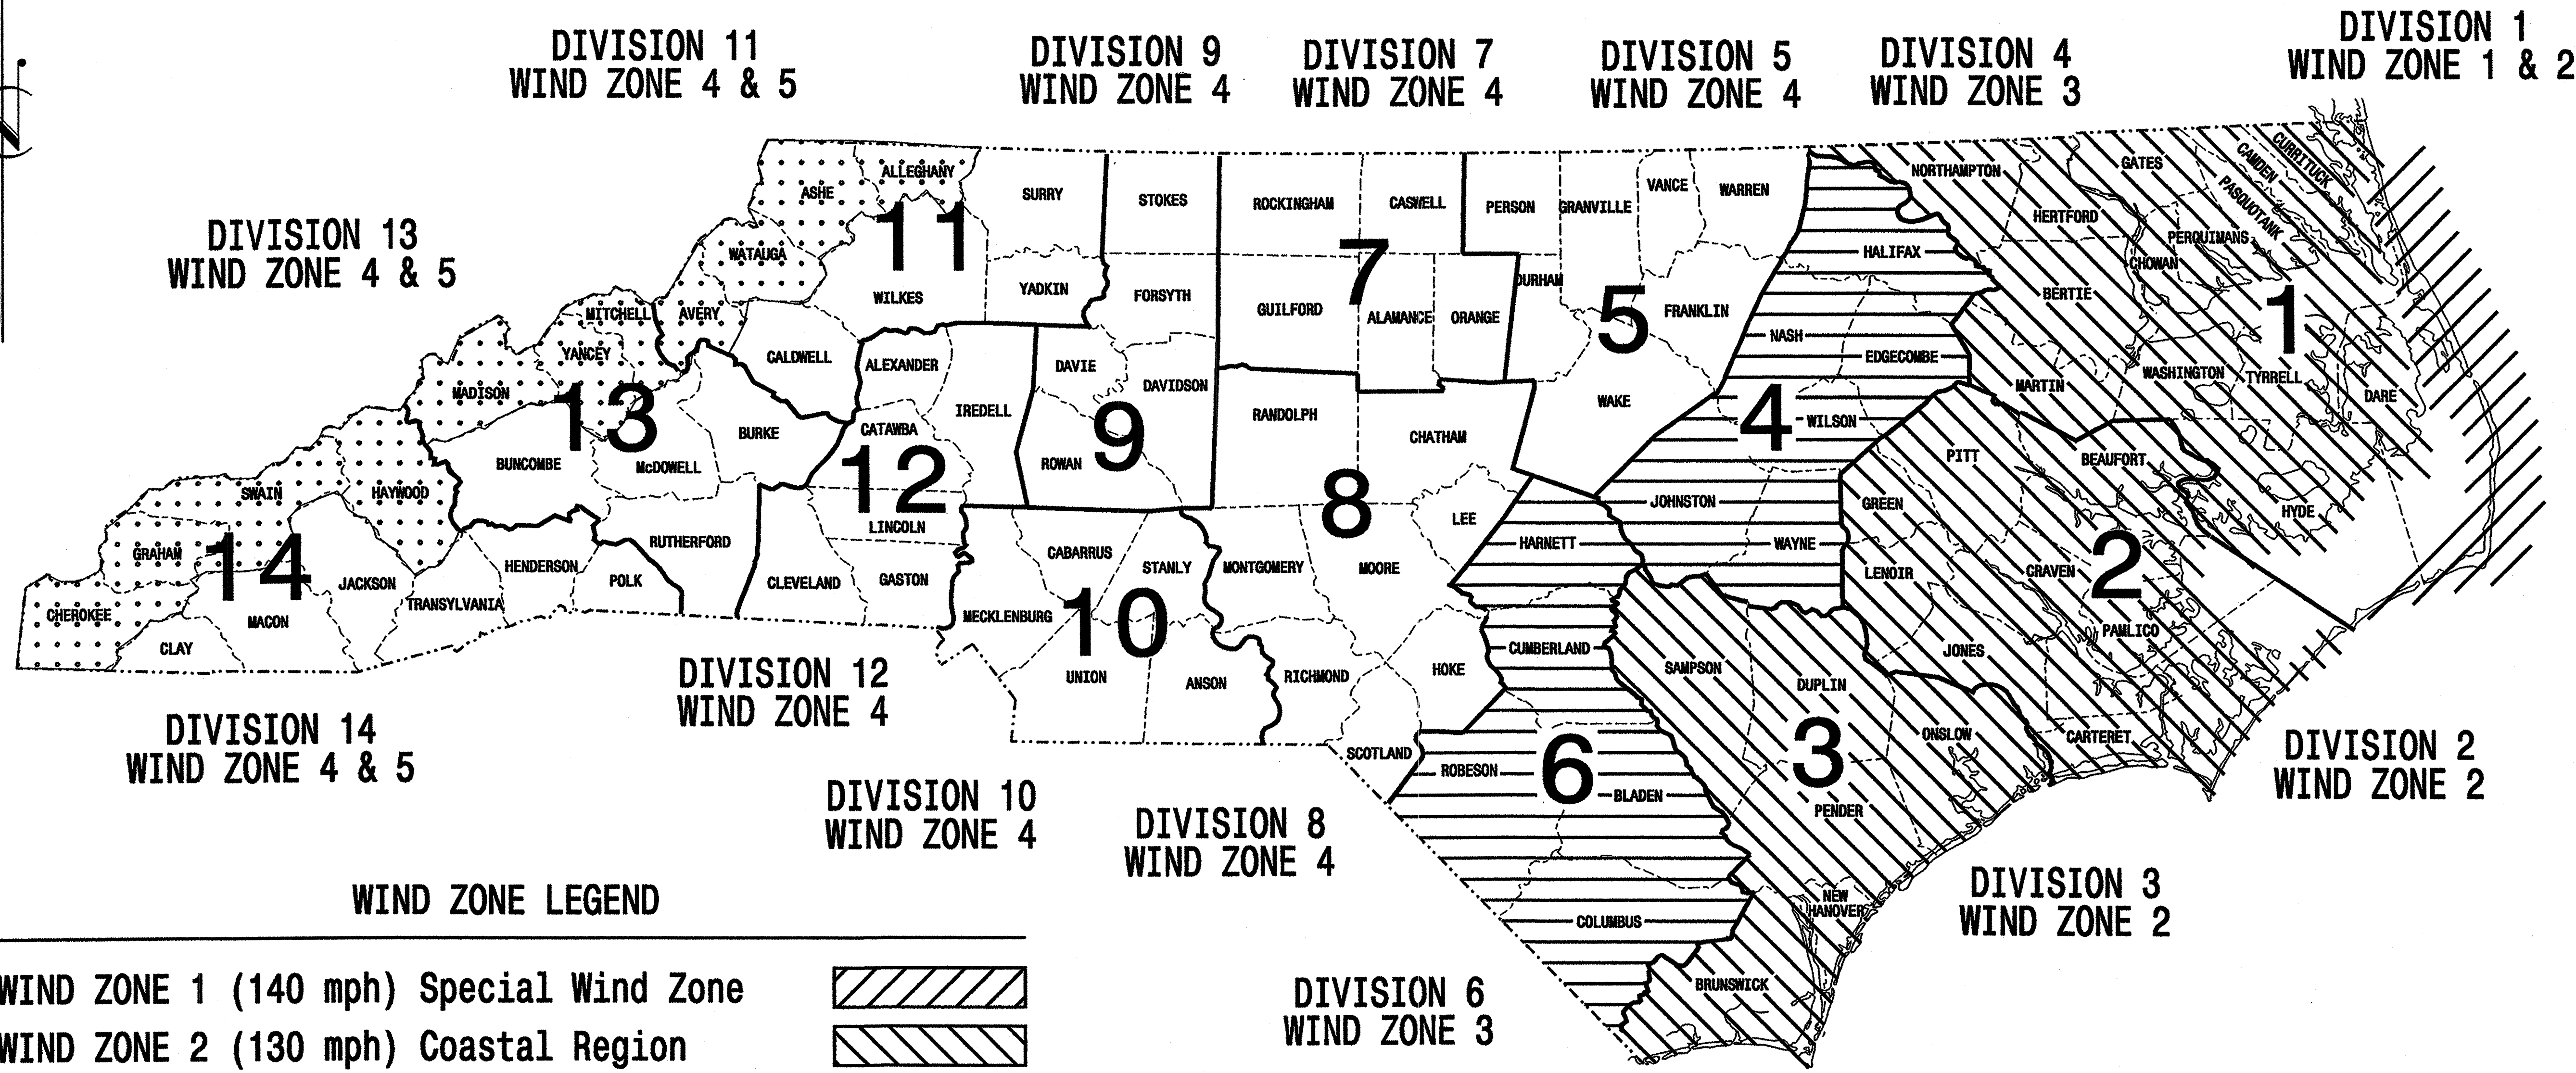 DIVISION 1
WIND ZONE 1 & 2
DIVISION 11
WIND ZONE 4 & 5
DIVISION 9
WIND ZONE 4
DIVISION 7
WIND ZONE 4
DIVISION 5
WIND ZONE 4
DIVISION 4
WIND ZONE 3
N
DIVISION 13
WIND ZONE 4 & 5
ASHE
ALLEGHANY
SURRY
STOKES
ROCKINGHAM
CASWELL
PERSON
GRANVILLE
VANCE
WARREN
NORTHAMPTON
GATES
CAMDEN
CURRITUCK
PASQUOTANK
HERTFORD
PERQUIMANS
CHOWAN
11
WATAUGA
WILKES
YADKIN
FORSYTH
7
GUILFORD
ALAMANCE
ORANGE
DURHAM
5
FRANKLIN
HALIFAX
BERTIE
1
MITCHELL
AVERY
YANCEY
CALDWELL
ALEXANDER
DAVIE
DAVIDSON
NASH
EDGECOMBE
MARTIN
WASHINGTON
TYRRELL
DARE
MADISON
13
BURKE
CATAWBA
IREDELL
9
RANDOLPH
CHATHAM
WAKE
4
WILSON
BUNCOMBE
McDOWELL
12
ROWAN
PITT
BEAUFORT
SWAIN
HAYWOOD
LINCOLN
8
LEE
JOHNSTON
GREEN
HYDE
GRAHAM
14
JACKSON
HENDERSON
RUTHERFORD
POLK
CLEVELAND
GASTON
CABARRUS
STANLY
MONTGOMERY
MOORE
HARNETT
WAYNE
LENOIR
CRAVEN
2
CHEROKEE
MACON
TRANSYLVANIA
MECKLENBURG
10
CLAY
UNION
ANSON
RICHMOND
HOKE
CUMBERLAND
SAMPSON
DUPLIN
JONES
PAMLICO
SCOTLAND
ROBESON
6
BLADEN
3
ONSLOW
CARTERET
PENDER
COLUMBUS
NEW
HANOVER
BRUNSWICK
DIVISION 12
WIND ZONE 4
DIVISION 14
WIND ZONE 4 & 5
DIVISION 2
WIND ZONE 2
DIVISION 10
WIND ZONE 4
DIVISION 8
WIND ZONE 4
DIVISION 3
WIND ZONE 2
DIVISION 6
WIND ZONE 3
WIND ZONE LEGEND
WIND ZONE 1 (140 mph) Special Wind Zone
WIND ZONE 2 (130 mph) Coastal Region